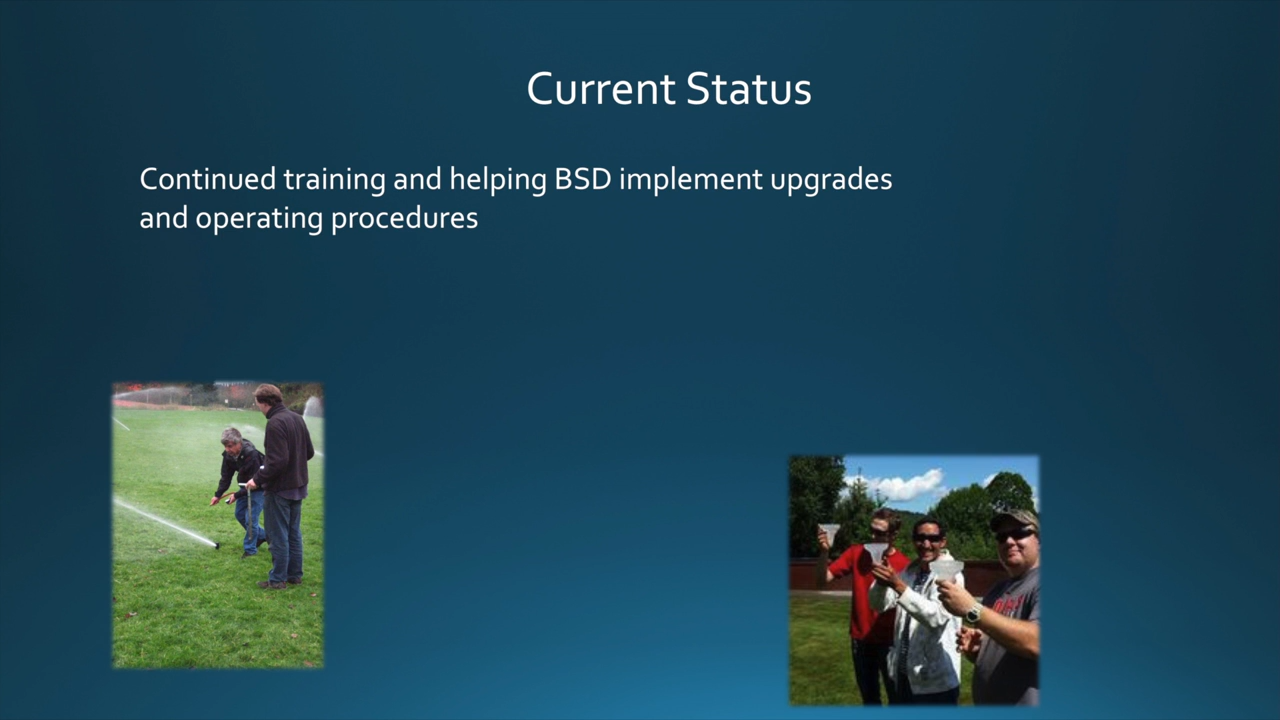 Current Status
Continued training and helping BSD implement upgrades
and operating procedures